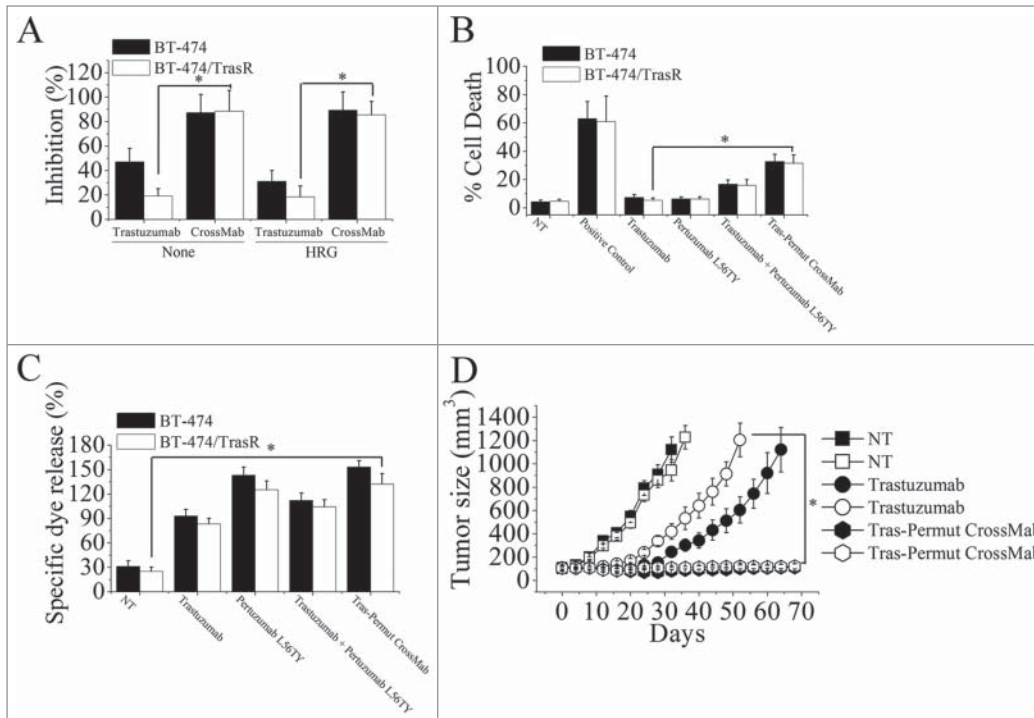 A
BT-474
BT-474/TrasR
Inhibition (%)
120
100
80
60
40
20
0
*
*
Trastuzumab CrossMab Trastuzumab CrossMab
None HRG
B
BT-474
BT-474/TrasR
% Cell Death
80
60
40
20
0
*
NT
Positive Control
Trastuzumab
Pertuzumab L56TY
Trastuzumab + Pertuzumab L56TY
Tras-Permut CrossMab
C
BT-474
BT-474/TrasR
Specific dye release (%)
180
150
120
90
60
30
0
*
NT
Trastuzumab
Pertuzumab L56TY
Trastuzumab + Pertuzumab L56TY
Tras-Permut CrossMab
D
Tumor size (mm³)
1400
1200
1000
800
600
400
200
0
0 10 20 30 40 50 60 70
Days
*
NT
NT
Trastuzumab
Trastuzumab
Tras-Permut CrossMab
Tras-Permut CrossMab